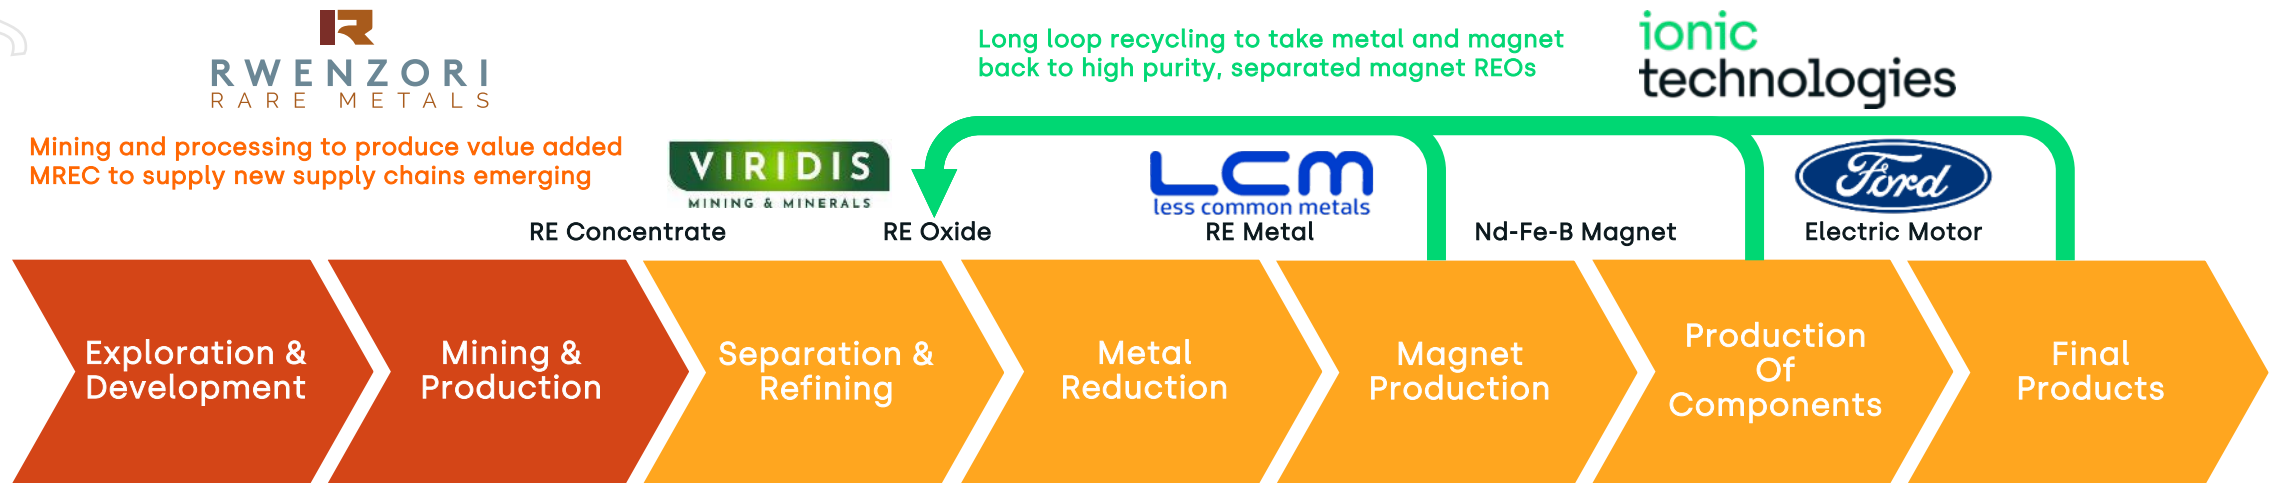 RWENZORI
RARE METALS
Mining and processing to produce value added
MREC to supply new supply chains emerging
Long loop recycling to take metal and magnet
back to high purity, separated magnet REOs
ionic
technologies
VIRIDIS
MINING & MINERALS
LCM
less common metals
Ford
RE Concentrate
RE Oxide
RE Metal
Nd-Fe-B Magnet
Electric Motor
Exploration &
Development
Mining &
Production
Separation &
Refining
Metal
Reduction
Magnet
Production
Production
Of
Components
Final
Products